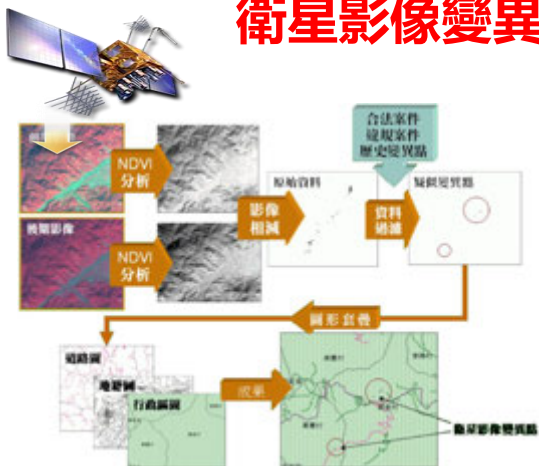 衛星影像變異
合法案件
違規案件
歷史變異點
NDVI
分析
影像
相減
原始資料
資料
過濾
疑似變異點
後期影像
NDVI
分析
圖形套疊
道路圖
地籍圖
行政區圖
成果
衛星影像變異點